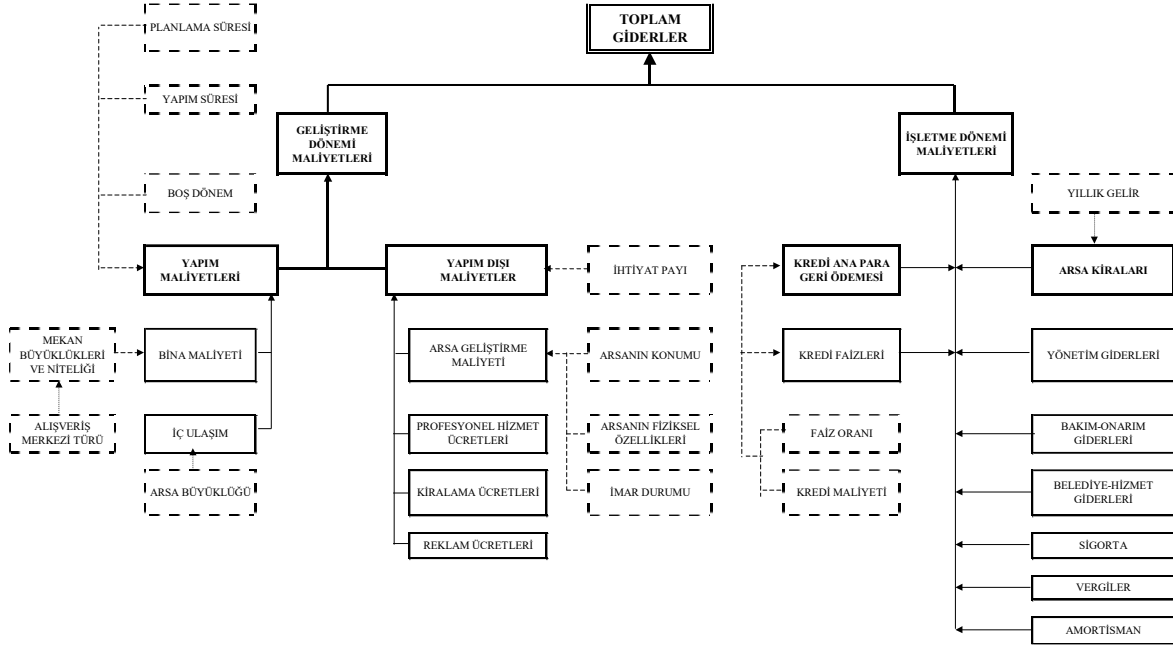 TOPLAM
GİDERLER
PLANLAMA SÜRESİ
YAPIM SÜRESİ
BOŞ DÖNEM
GELİŞTİRME
DÖNEMİ
MALİYETLERİ
İŞLETME DÖNEMİ
MALİYETLERİ
YILLIK GELİR
YAPIM
MALİYETLERİ
YAPIM DIŞI
MALİYETLER
İHTİYAT PAYI
KREDİ ANA PARA
GERİ ÖDEMESİ
ARSA KİRALARI
MEKAN
BÜYÜKLÜKLERİ
VE NİTELİĞİ
BİNA MALİYETİ
ARSA GELİŞTİRME
MALİYETİ
ARSANIN KONUMU
KREDİ FAİZLERİ
YÖNETİM GİDERLERİ
ALIŞVERİŞ
MERKEZİ TÜRÜ
İÇ ULAŞIM
PROFESYONEL HİZMET
ÜCRETLERİ
ARSANIN FİZİKSEL
ÖZELLİKLERİ
FAİZ ORANI
BAKIM-ONARIM
GİDERLERİ
ARSA BÜYÜKLÜĞÜ
KİRALAMA ÜCRETLERİ
İMAR DURUMU
KREDİ MALİYETİ
BELEDİYE-HİZMET
GİDERLERİ
REKLAM ÜCRETLERİ
SİGORTA
VERGİLER
AMORTİSMAN